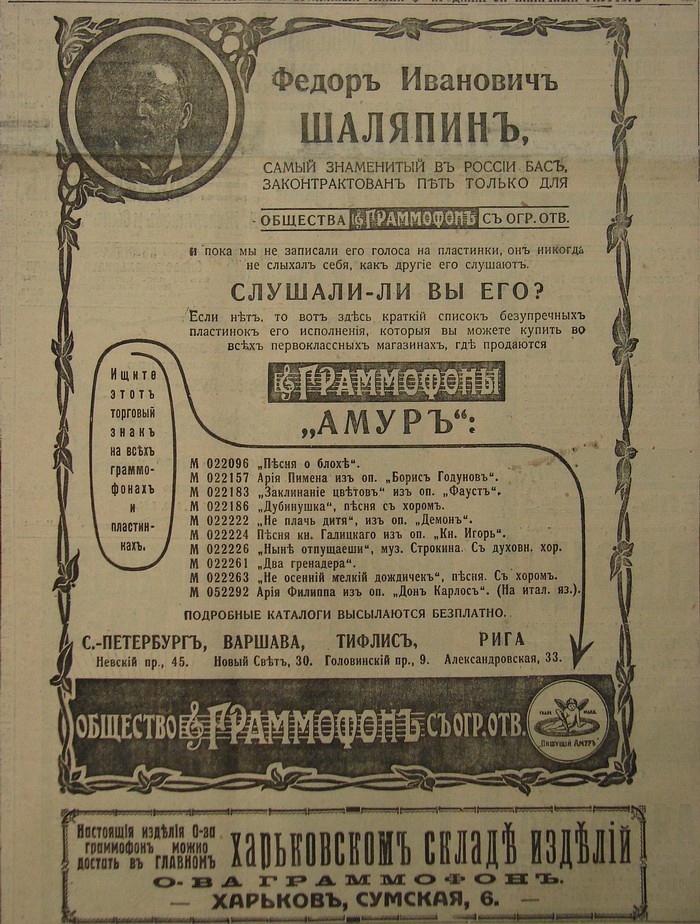 Федоръ Ивановичъ
ШАЛЯПИНЪ,
САМЫЙ ЗНАМЕНИТЫЙ ВЪ РОССІИ БАСЪ,
ЗАКОНТРАКТОВАНЪ ПѢТЬ ТОЛЬКО ДЛЯ
ОБЩЕСТВА ГРАММОФОНЪ СЪ ОГР. ОТВ.
И пока мы не записали его голоса на пластинки, онъ никогда
не слыхалъ себя, какъ другіе его слушаютъ.
СЛУШАЛИ-ЛИ ВЫ ЕГО?
Если нѣтъ, то вотъ здѣсь краткій списокъ безупречныхъ
пластинокъ его исполненія, которыя вы можете купить во
всѣхъ первоклассныхъ магазинахъ, гдѣ продаются
ГРАММОФОНЫ
„АМУРЪ“:
Ищите
этотъ
торговый
знакъ
на всѣхъ
граммо-
фонахъ
и
пластин-
кахъ.
М 022096 „Пѣсня о блохѣ“.
М 022157 Арія Пимена изъ оп. „Борисъ Годуновъ“.
М 022183 „Заклинаніе цвѣтовъ“ изъ оп. „Фаустъ“.
М 022186 „Дубинушка“, пѣсня съ хоромъ.
М 022222 „Не плачь дитя“, изъ оп. „Демонъ“.
М 022224 Пѣсня кн. Галицкаго изъ оп. „Кн. Игорь“.
М 022226 „Нынѣ отпущаеши“, муз. Строкина. Съ духовн. хор.
М 022261 „Два гренадера“.
М 022263 „Не осенній мелкій дождичекъ“, пѣсня. Съ хоромъ.
М 052292 Арія Филиппа изъ оп. „Донъ Карлосъ“. (На итал. яз.).
ПОДРОБНЫЕ КАТАЛОГИ ВЫСЫЛАЮТСЯ БЕЗПЛАТНО.
С.-ПЕТЕРБУРГЪ, ВАРШАВА, ТИФЛИСЪ, РИГА
Невскій пр., 45. Новый Свѣтъ, 30. Головинскій пр., 9. Александровская, 33.
ОБЩЕСТВО ГРАММОФОНЪ СЪ ОГР. ОТВ.
TRADE MARK
„Пишущій Амуръ“
Настоящія издѣлія О-ва
граммофонъ можно
достать въ ГЛАВНОМЪ
ХАРЬКОВСКОМЪ СКЛАДѢ ИЗДѢЛІЙ
О-ВА ГРАММОФОНЪ.
— ХАРЬКОВЪ, СУМСКАЯ, 6. —